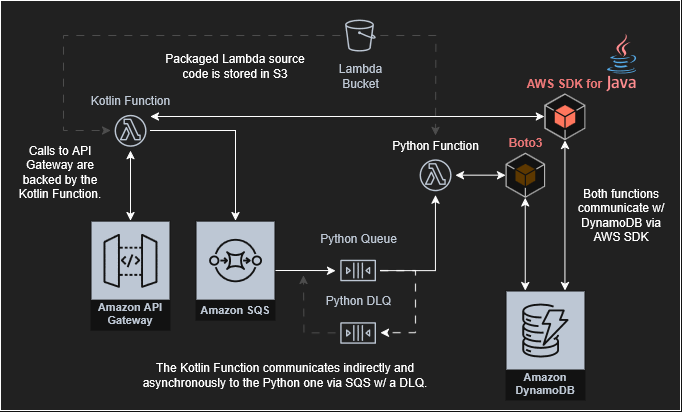 Packaged Lambda source
code is stored in S3
Lambda
Bucket
AWS SDK for Java
Kotlin Function
Python Function
Boto3
Calls to API
Gateway are
backed by the
Kotlin Function.
Both functions
communicate w/
DynamoDB via
AWS SDK
Python Queue
Python DLQ
Amazon API
Gateway
Amazon SQS
Amazon
DynamoDB
The Kotlin Function communicates indirectly and
asynchronously to the Python one via SQS w/ a DLQ.